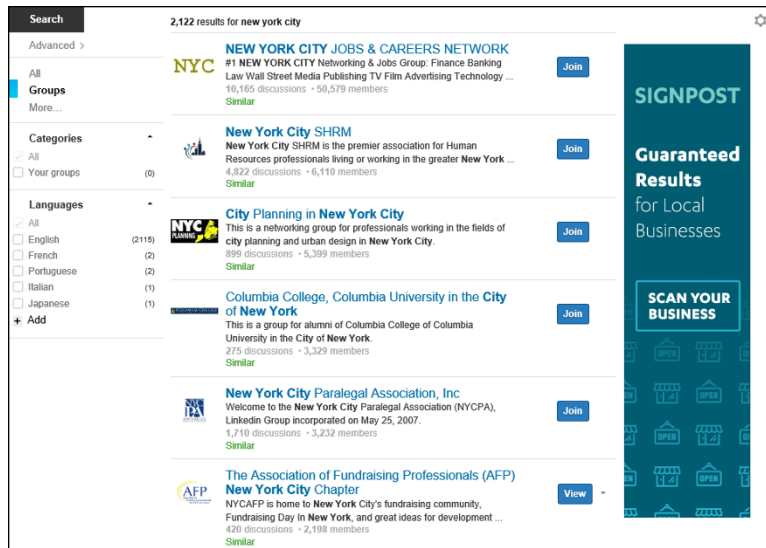 Search
Advanced >
All
Groups
More...
Categories
All
Your groups (0)
Languages
All
English (2115)
French (2)
Portuguese (2)
Italian (1)
Japanese (1)
+ Add
2,122 results for new york city
NYC
NEW YORK CITY JOBS & CAREERS NETWORK
#1 NEW YORK CITY Networking & Jobs Group: Finance Banking
Law Wall Street Media Publishing TV Film Advertising Technology ...
10,165 discussions • 50,579 members
Similar
Join
New York City SHRM
New York City SHRM is the premier association for Human
Resources professionals living or working in the greater New York ...
4,822 discussions • 6,110 members
Similar
Join
NYC
PLANNING
City Planning in New York City
This is a networking group for professionals working in the fields of
city planning and urban design in New York City.
899 discussions • 5,399 members
Similar
Join
Columbia College, Columbia University in the City
of New York
This is a group for alumni of Columbia College of Columbia
University in the City of New York.
275 discussions • 3,329 members
Similar
Join
NYC
PA
New York City Paralegal Association, Inc
Welcome to the New York City Paralegal Association (NYCPA),
Linkedin Group incorporated on May 25, 2007.
1,710 discussions • 3,232 members
Similar
Join
AFP
The Association of Fundraising Professionals (AFP)
New York City Chapter
NYCAFP is home to New York City's fundraising community,
Fundraising Day In New York, and great ideas for development ...
420 discussions • 2,198 members
Similar
View
SIGNPOST
Guaranteed
Results
for Local
Businesses
SCAN YOUR
BUSINESS
OPEN
OPEN
OPEN
OPEN